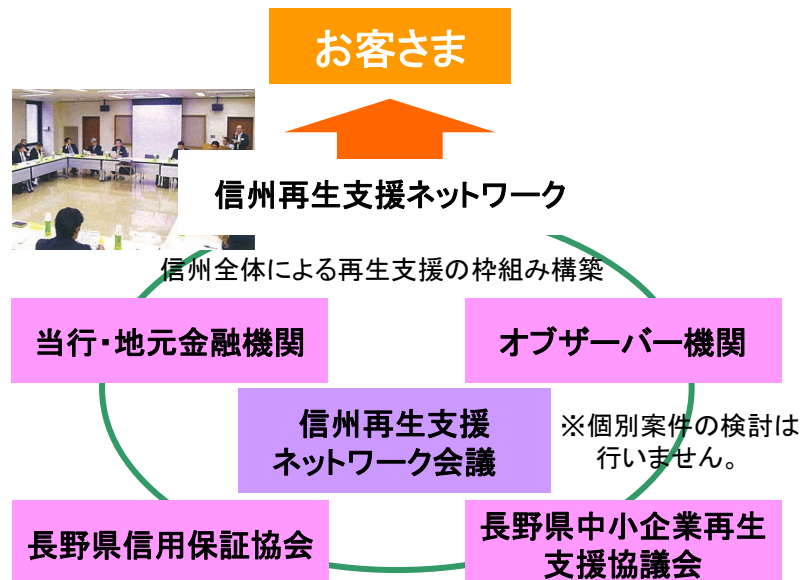 お客さま
信州再生支援ネットワーク
信州全体による再生支援の枠組み構築
当行・地元金融機関
オブザーバー機関
信州再生支援
ネットワーク会議
※個別案件の検討は
行いません。
長野県信用保証協会
長野県中小企業再生
支援協議会